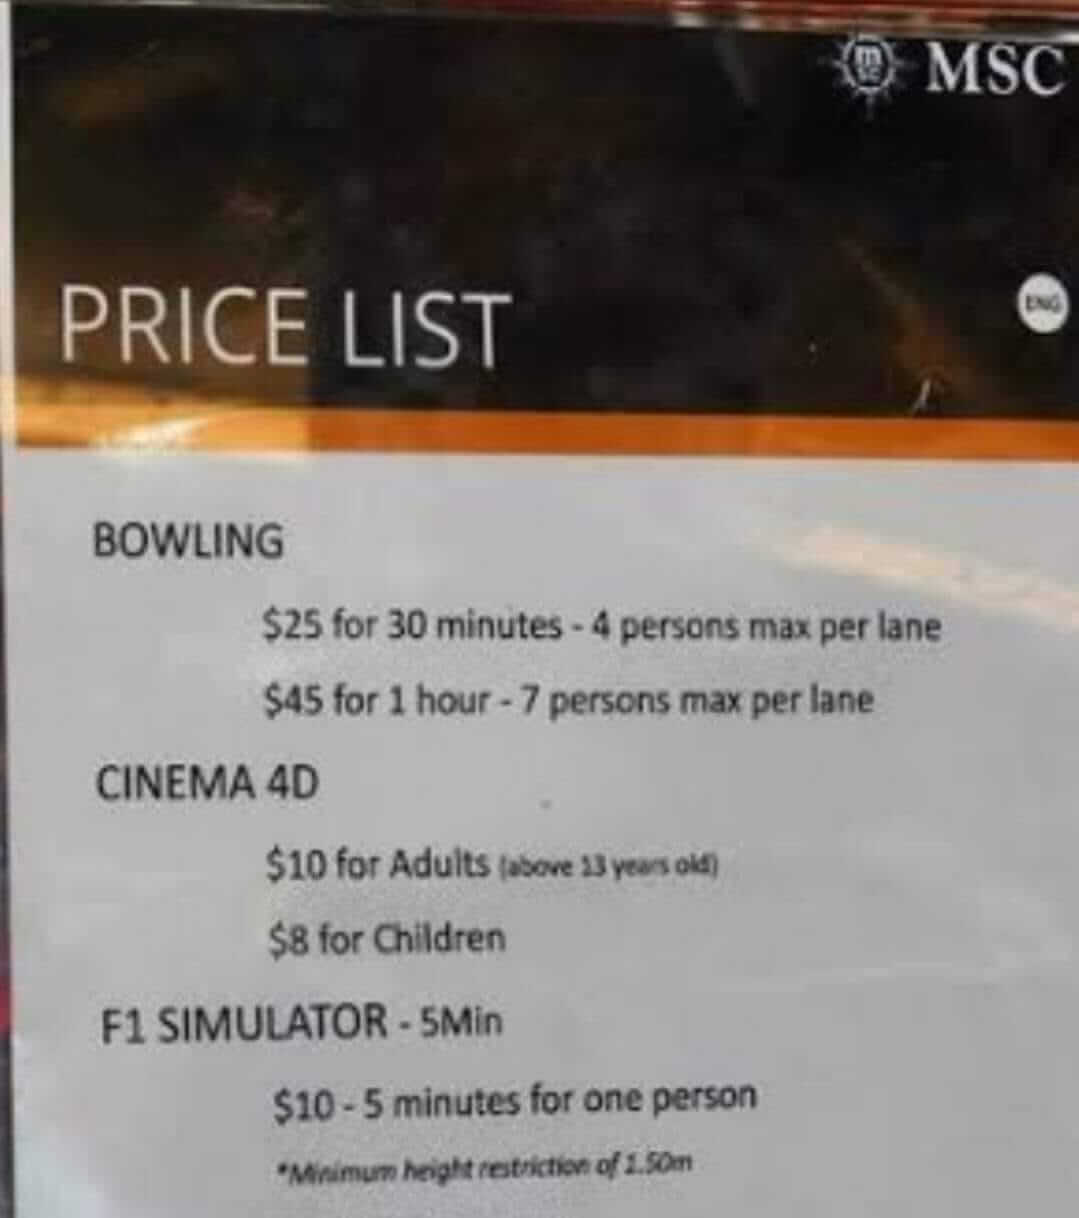 MSC
PRICE LIST
ENG
BOWLING
$25 for 30 minutes - 4 persons max per lane
$45 for 1 hour - 7 persons max per lane
CINEMA 4D
$10 for Adults (above 13 years old)
$8 for Children
F1 SIMULATOR - 5Min
$10 - 5 minutes for one person
*Minimum height restriction of 1.50m